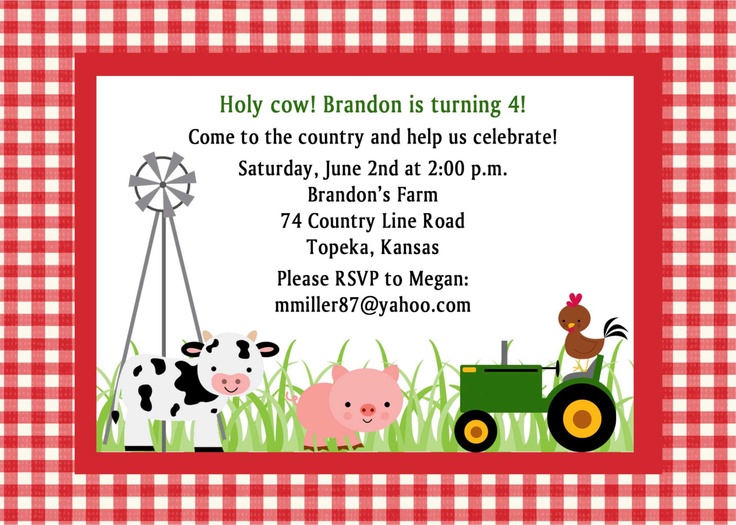 Holy cow! Brandon is turning 4!
Come to the country and help us celebrate!
Saturday, June 2nd at 2:00 p.m.
Brandon's Farm
74 Country Line Road
Topeka, Kansas
Please RSVP to Megan:
mmiller87@yahoo.com